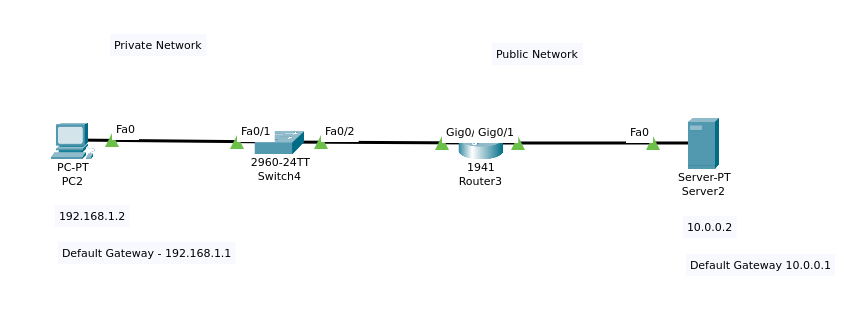 Private Network
Public Network
Fa0
Fa0/1
Fa0/2
Gig0/
Gig0/1
Fa0
PC-PT
PC2
2960-24TT
Switch4
1941
Router3
Server-PT
Server2
192.168.1.2
Default Gateway - 192.168.1.1
10.0.0.2
Default Gateway 10.0.0.1